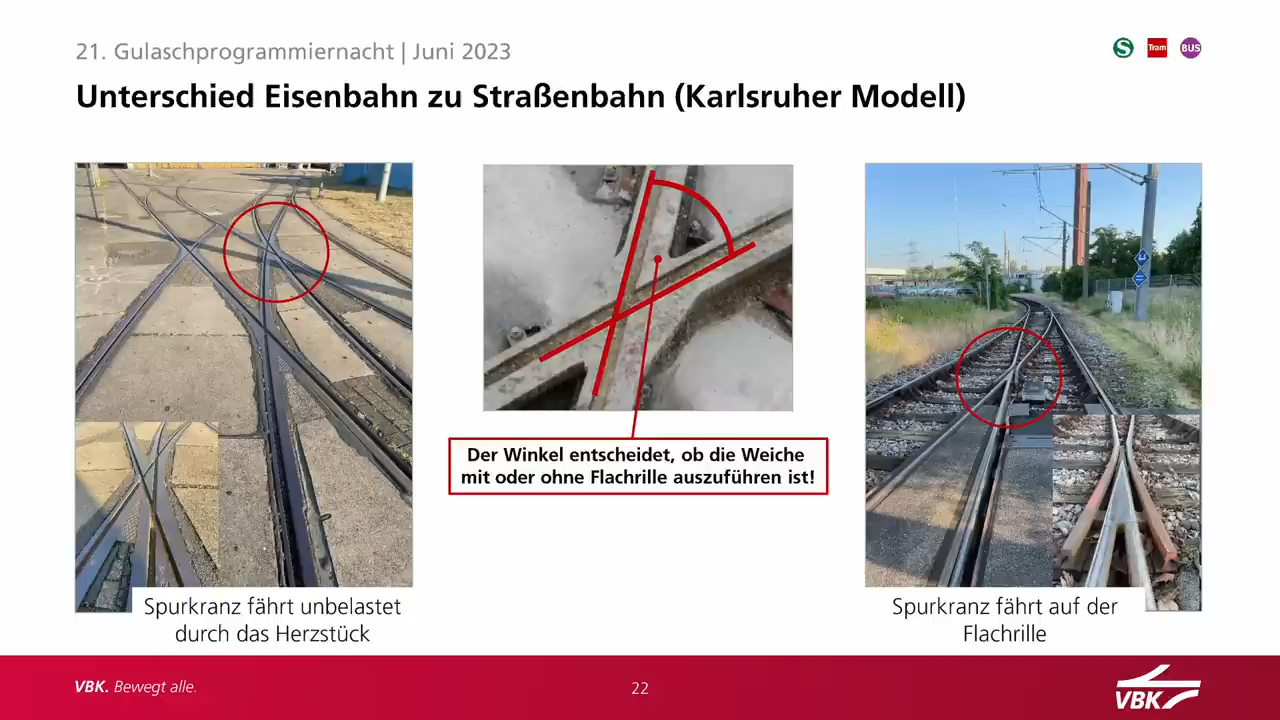 21. Gulaschprogrammiernacht | Juni 2023
S
Tram
BUS
Unterschied Eisenbahn zu Straßenbahn (Karlsruher Modell)
Der Winkel entscheidet, ob die Weiche
mit oder ohne Flachrille auszuführen ist!
Spurkranz fährt unbelastet
durch das Herzstück
Spurkranz fährt auf der
Flachrille
VBK. Bewegt alle.
22
VBK